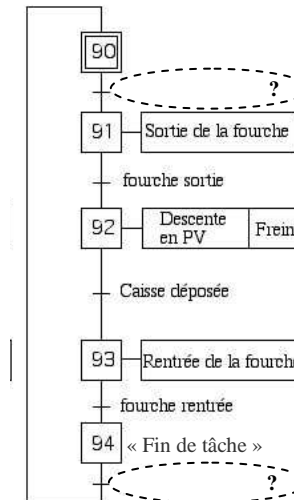 90
?
91 Sortie de la fourche
fourche sortie
92 Descente en PV Frein
Caisse déposée
93 Rentrée de la fourche
fourche rentrée
94 « Fin de tâche »
?